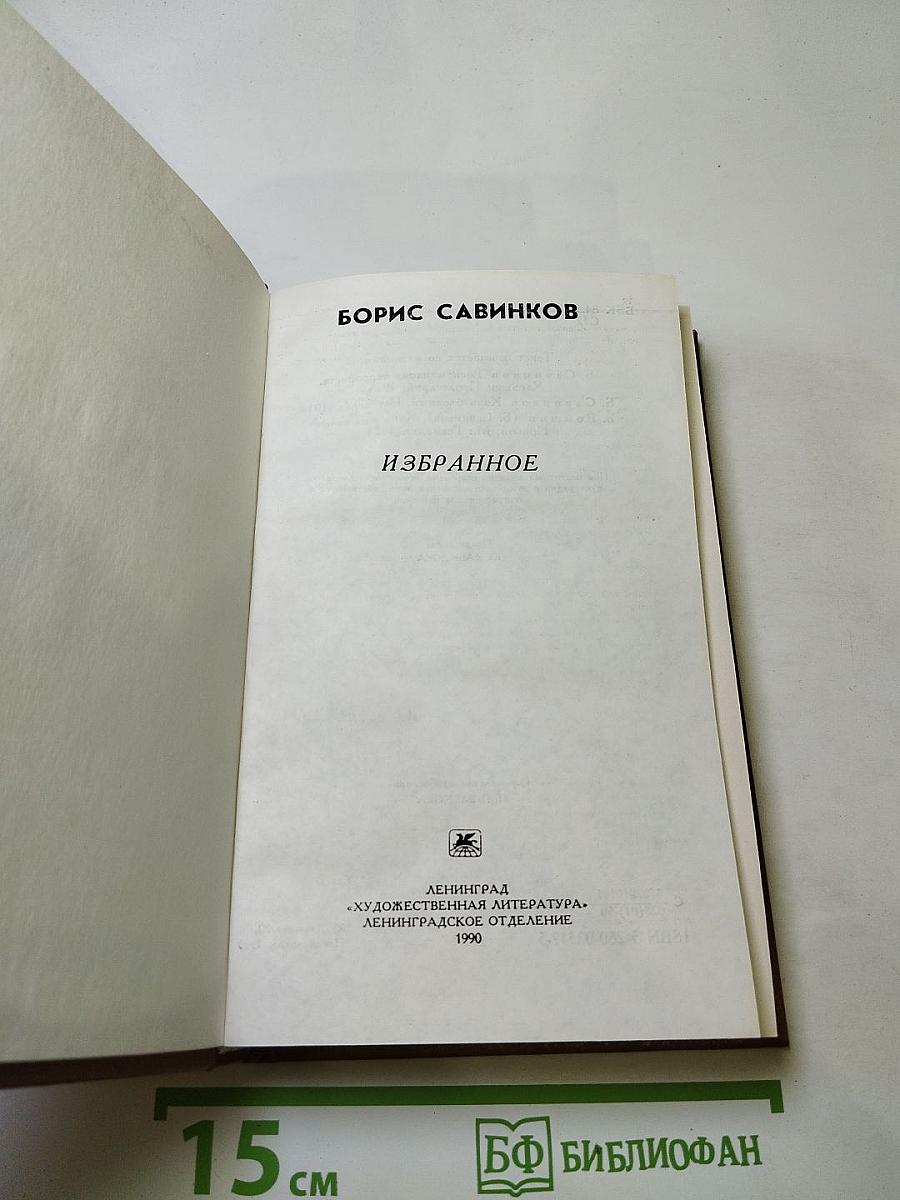 БОРИС САВИНКОВ
ИЗБРАННОЕ
ЛЕНИНГРАД
«ХУДОЖЕСТВЕННАЯ ЛИТЕРАТУРА»
ЛЕНИНГРАДСКОЕ ОТДЕЛЕНИЕ
1990
15 см
БФ БИБЛИОФАН